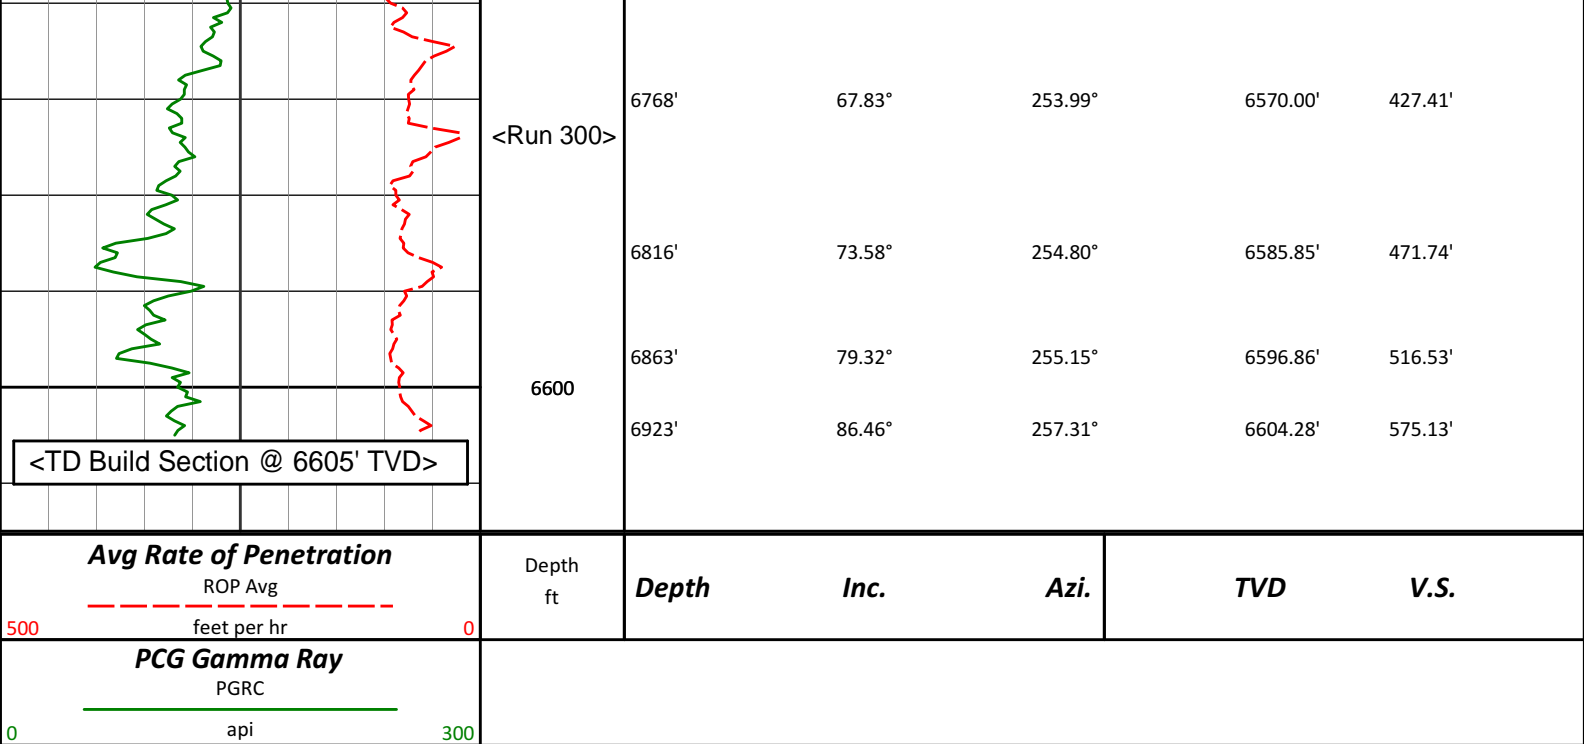 6768' 67.83° 253.99° 6570.00' 427.41'
<Run 300>
6816' 73.58° 254.80° 6585.85' 471.74'
6863' 79.32° 255.15° 6596.86' 516.53'
6600
6923' 86.46° 257.31° 6604.28' 575.13'
<TD Build Section @ 6605' TVD>
Avg Rate of Penetration
ROP Avg
500 feet per hr 0
Depth
ft
Depth Inc. Azi. TVD V.S.
PCG Gamma Ray
PGRC
0 api 300